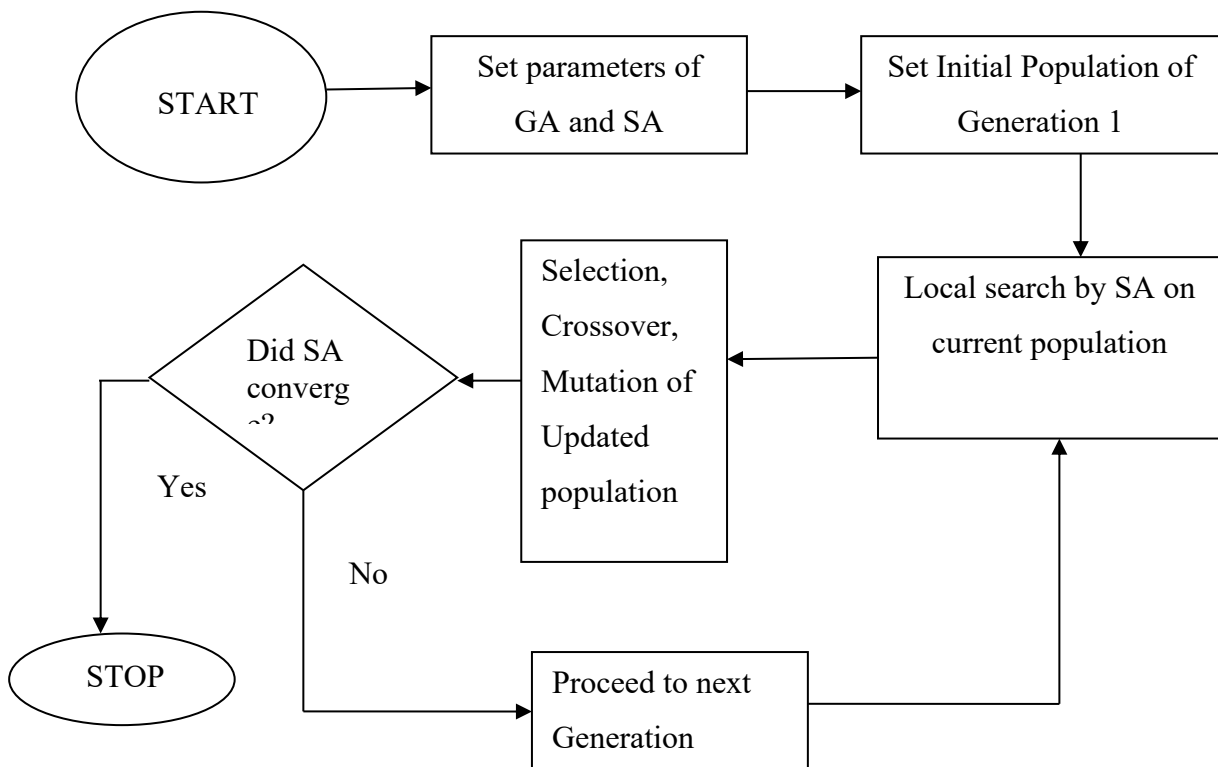 START
Set parameters of
GA and SA
Set Initial Population of
Generation 1
Local search by SA on
current population
Selection,
Crossover,
Mutation of
Updated
population
Did SA
converg
e?
Yes
No
STOP
Proceed to next
Generation